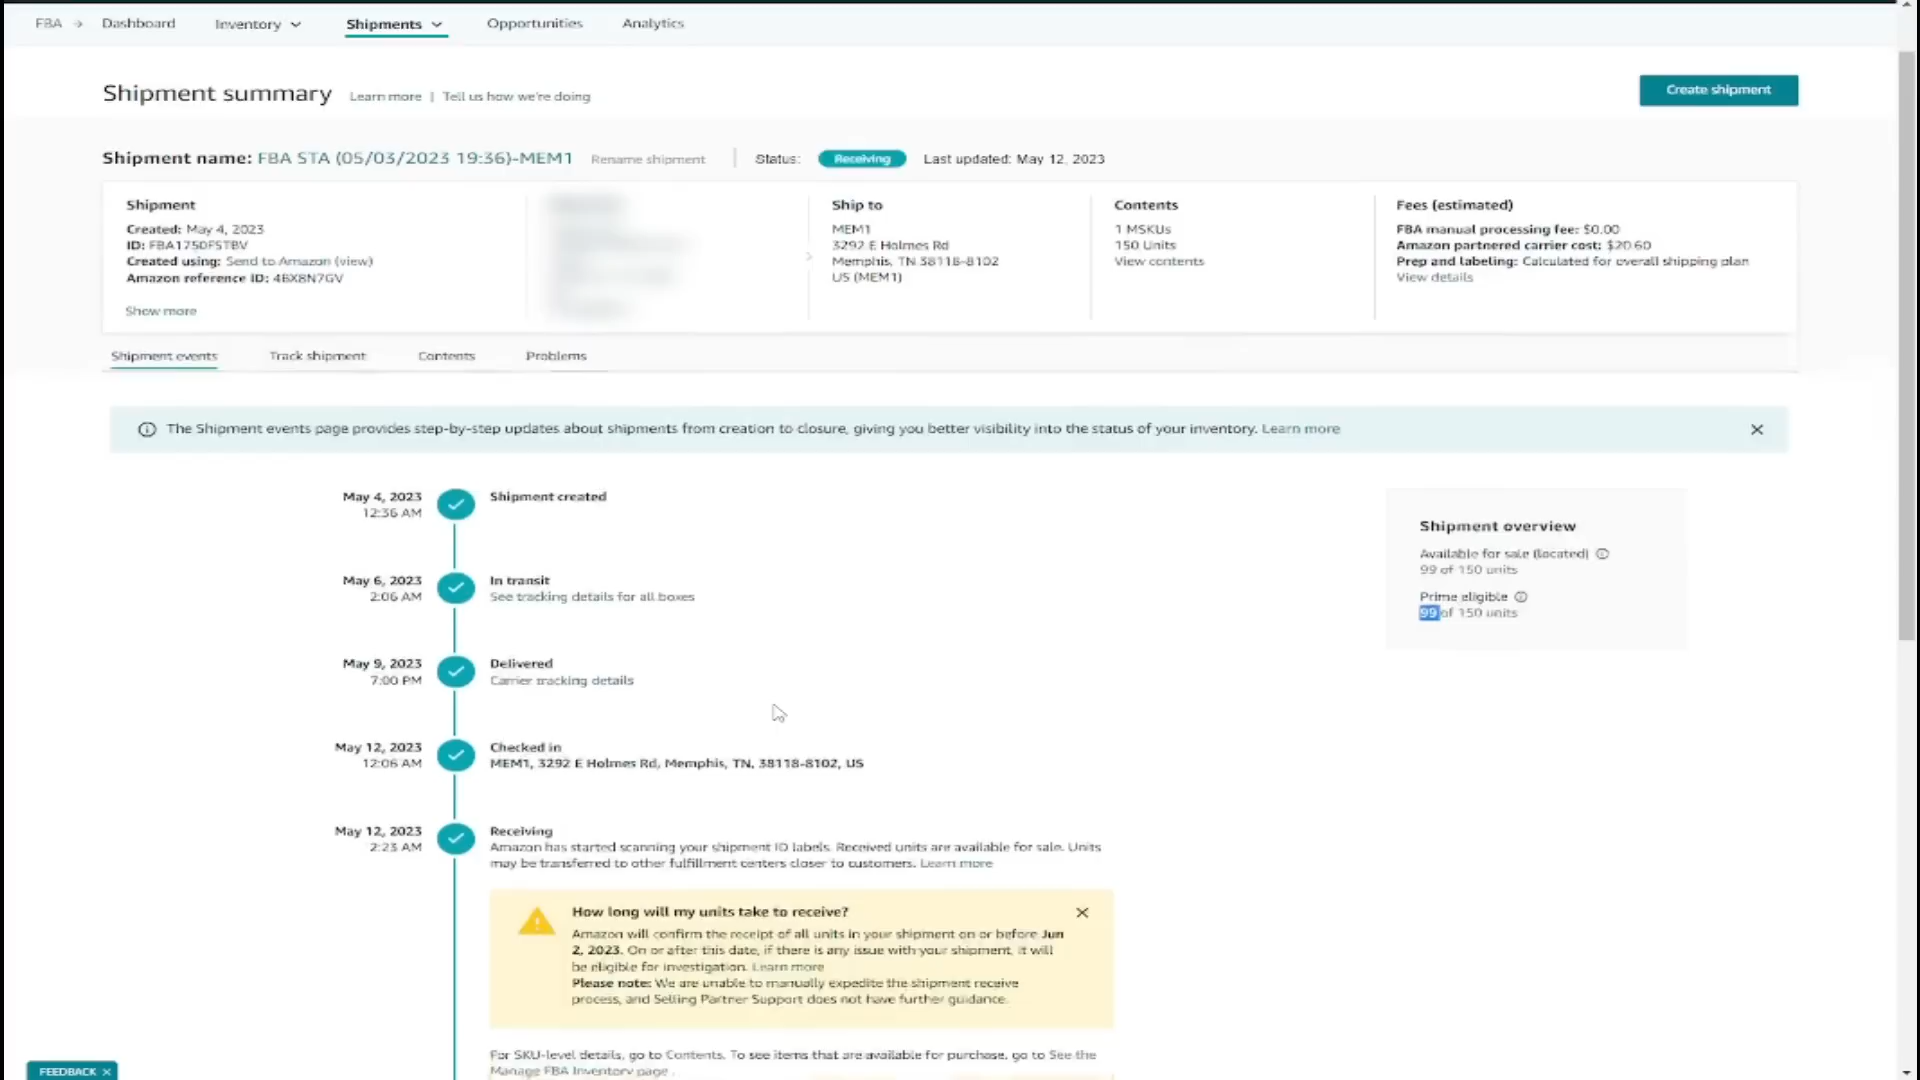 FBA → Dashboard Inventory Shipments Opportunities Analytics
Shipment summary Learn more | Tell us how we're doing Create shipment
Shipment name: FBA STA (05/03/2023 19:36)-MEM1 Rename shipment Status: Receiving Last updated: May 12, 2023
Shipment
Created: May 4, 2023
ID: FBA1750FSTBV
Created using: Send to Amazon (view)
Amazon reference ID: 4BX8N7GV
Show more
Ship to
MEM1
3292 E Holmes Rd
Memphis, TN 38118-8102
US (MEM1)
Contents
1 MSKUs
150 Units
View contents
Fees (estimated)
FBA manual processing fee: $0.00
Amazon partnered carrier cost: $20.60
Prep and labeling: Calculated for overall shipping plan
View details
Shipment events Track shipment Contents Problems
The Shipment events page provides step-by-step updates about shipments from creation to closure, giving you better visibility into the status of your inventory. Learn more
May 4, 2023
12:36 AM
Shipment created
May 6, 2023
2:06 AM
In transit
See tracking details for all boxes
May 9, 2023
7:00 PM
Delivered
Carrier tracking details
May 12, 2023
12:06 AM
Checked in
MEM1, 3292 E Holmes Rd, Memphis, TN, 38118-8102, US
May 12, 2023
2:23 AM
Receiving
Amazon has started scanning your shipment ID labels. Received units are available for sale. Units
may be transferred to other fulfillment centers closer to customers. Learn more
How long will my units take to receive?
Amazon will confirm the receipt of all units in your shipment on or before Jun
2, 2023. On or after this date, if there is any issue with your shipment, it will
be eligible for investigation. Learn more
Please note: We are unable to manually expedite the shipment receive
process, and Selling Partner Support does not have further guidance.
For SKU-level details, go to Contents. To see items that are available for purchase, go to See the
Manage FBA Inventory page .
Shipment overview
Available for sale (located)
99 of 150 units
Prime eligible
99 of 150 units
FEEDBACK